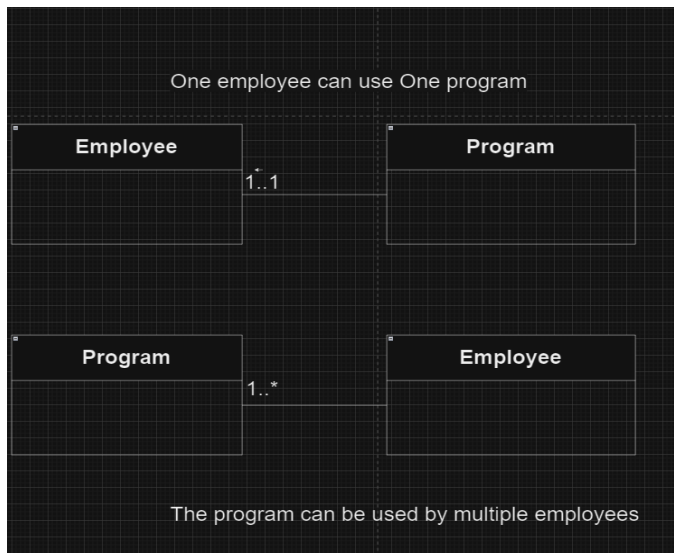 One employee can use One program
Employee
Program
1..1
Program
Employee
1..*
The program can be used by multiple employees